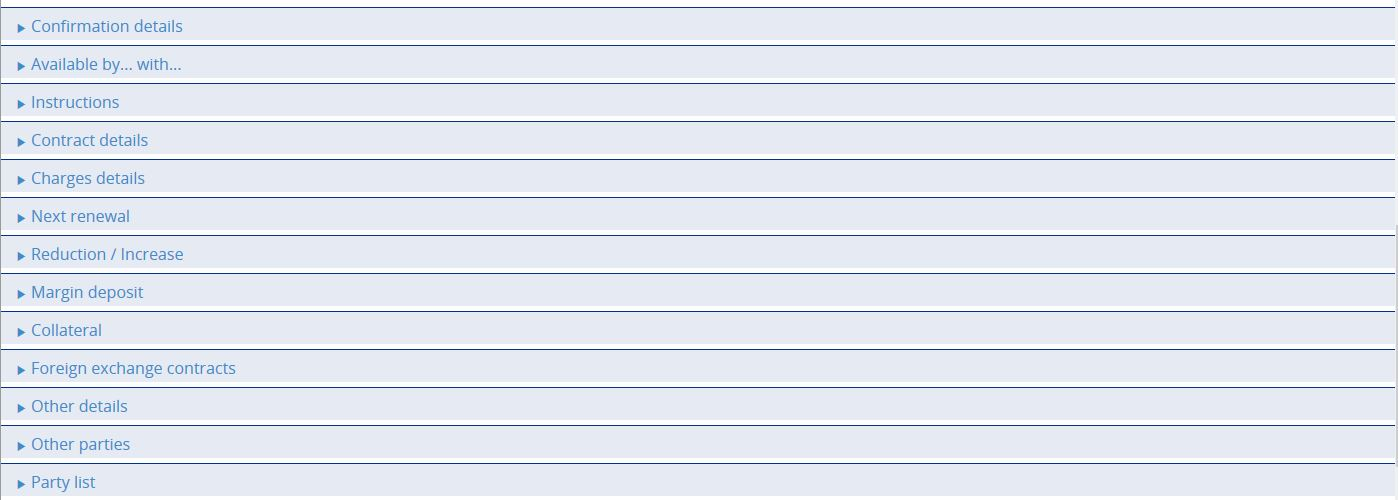 Confirmation details
Available by... with...
Instructions
Contract details
Charges details
Next renewal
Reduction / Increase
Margin deposit
Collateral
Foreign exchange contracts
Other details
Other parties
Party list